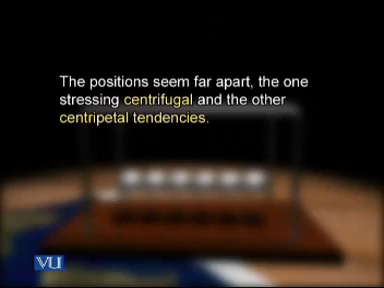 The positions seem far apart, the one
stressing centrifugal and the other
centripetal tendencies.
VU